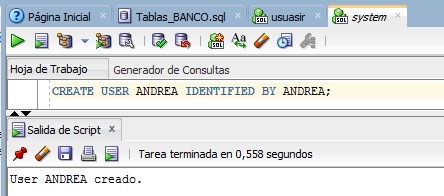 Página Inicial
Tablas_BANCO.sql
usuasir
system
Hoja de Trabajo
Generador de Consultas
CREATE USER ANDREA IDENTIFIED BY ANDREA;
Salida de Script
Tarea terminada en 0,558 segundos
User ANDREA creado.